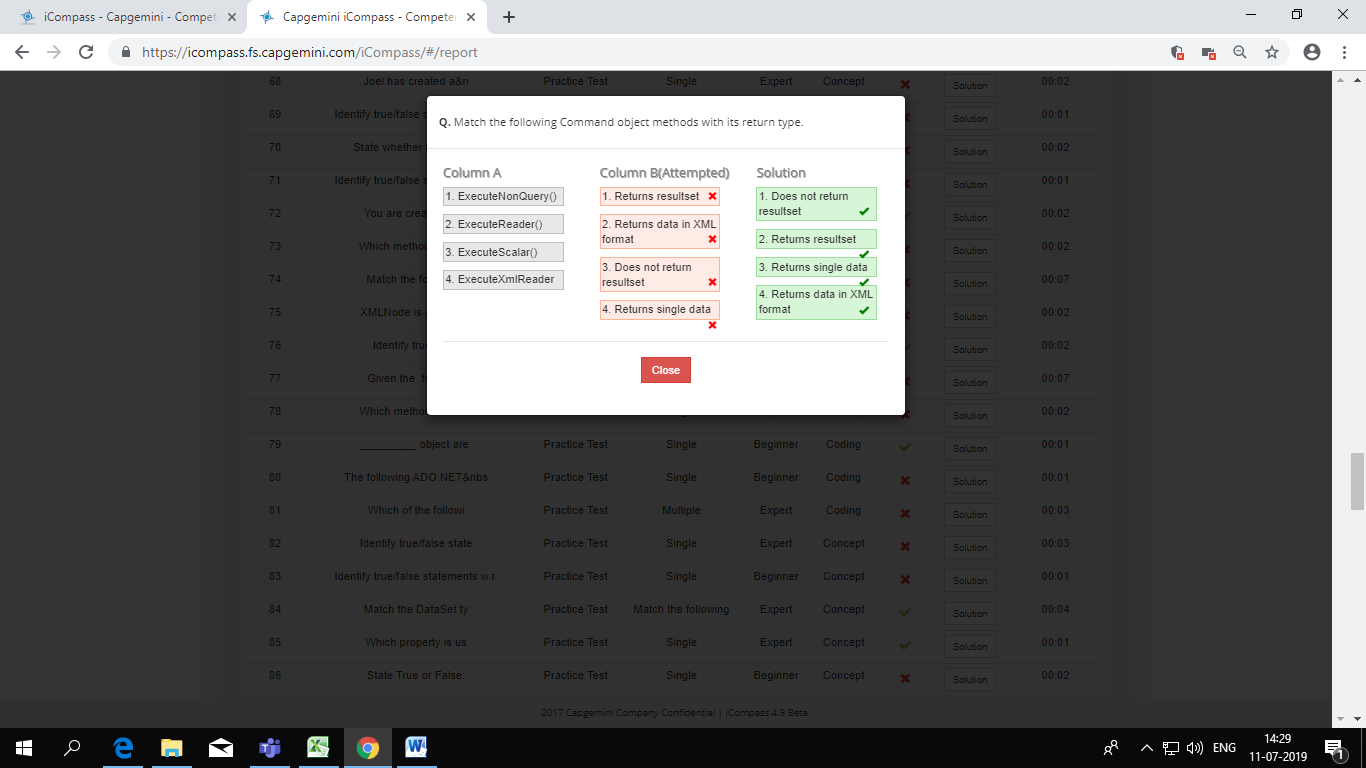 iCompass - Capgemini - Compet
Capgemini iCompass - Competen
https://icompass.fs.capgemini.com/iCompass/#/report
68 Joel has created a&n Practice Test Single Expert Concept Solution 00:02
Q. Match the following Command object methods with its return type.
69 Identify true/false s Solution 00:01
70 State whether Solution 00:02
Column A Column B(Attempted) Solution
71 Identify true/false s Solution 00:01
1. ExecuteNonQuery() 1. Returns resultset 1. Does not return
resultset
72 You are crea Solution 00:02
2. ExecuteReader() 2. Returns data in XML
format 2. Returns resultset
73 Which metho Solution 00:02
3. ExecuteScalar() 3. Does not return
resultset 3. Returns single data
74 Match the fo Solution 00:07
4. ExecuteXmlReader 4. Returns single data 4. Returns data in XML
format
75 XMLNode is Solution 00:02
76 Identify tru Solution 00:02
Close
77 Given the Solution 00:07
78 Which metho Solution 00:02
79 __________ object are Practice Test Single Beginner Coding Solution 00:01
80 The following ADO.NET&nbs Practice Test Single Beginner Coding Solution 00:01
81 Which of the followi Practice Test Multiple Expert Coding Solution 00:03
82 Identify true/false state Practice Test Single Expert Concept Solution 00:03
83 Identify true/false statements w.r. Practice Test Single Beginner Concept Solution 00:01
84 Match the DataSet ty Practice Test Match the following Expert Concept Solution 00:04
85 Which property is us Practice Test Single Expert Concept Solution 00:01
86 State True or False: Practice Test Single Beginner Concept Solution 00:02
2017 Capgemini Company Confidential | iCompass 4.9 Beta
ENG
14:29
11-07-2019
1